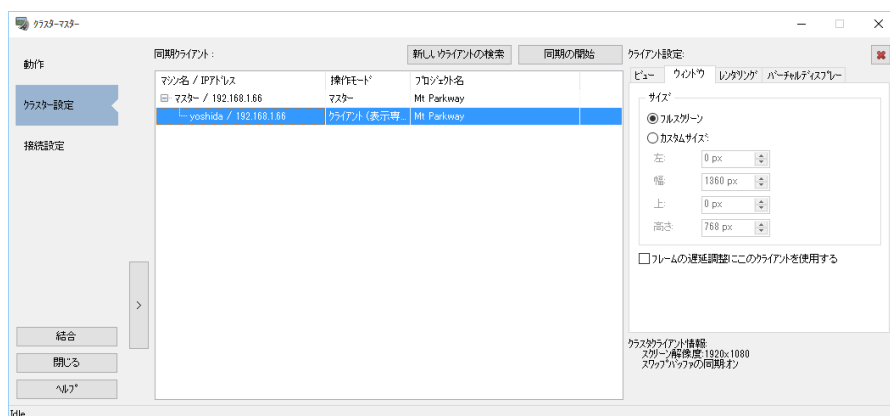 クラスターマスター
動作
クラスター設定
接続設定
結合
閉じる
ヘルプ
同期クライアント：
新しいクライアントの検索
同期の開始
マシン名 / IPアドレス 操作モード プロジェクト名
マスター / 192.168.1.66 マスター Mt Parkway
yoshida / 192.168.1.66 クライアント (表示専... Mt Parkway
クライアント設定:
ビュー ウィンドウ レンダリング バーチャルディスプレー
サイズ
フルスクリーン
カスタムサイズ:
左: 0 px
幅: 1360 px
上: 0 px
高さ: 768 px
フレームの遅延調整にこのクライアントを使用する
クラスタクライアント情報:
スクリーン解像度:1920x1080
スワップバッファの同期:オン
Idle